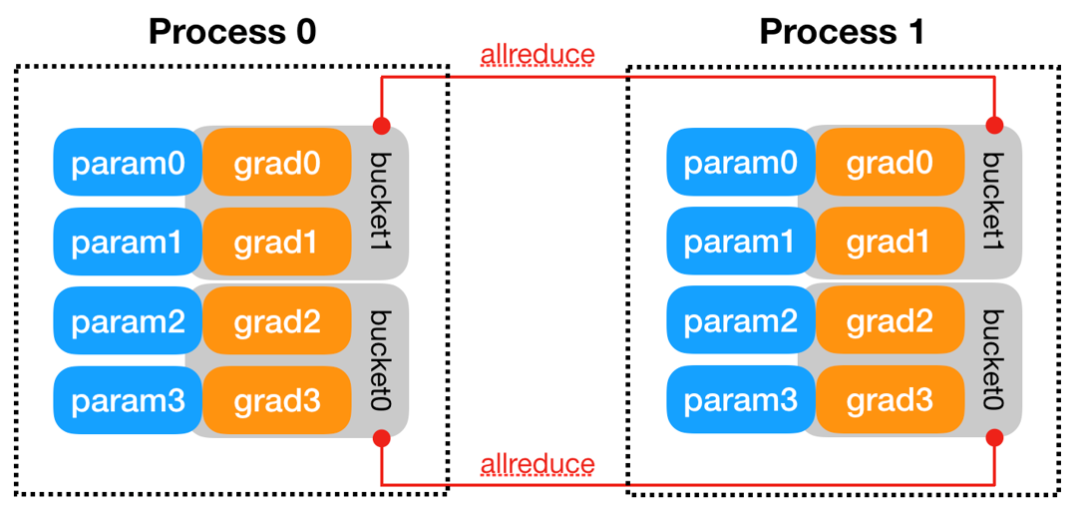 Process 0
Process 1
allreduce
param0 grad0
param1 grad1
bucket1
param2 grad2
param3 grad3
bucket0
param0 grad0
param1 grad1
bucket1
param2 grad2
param3 grad3
bucket0
allreduce